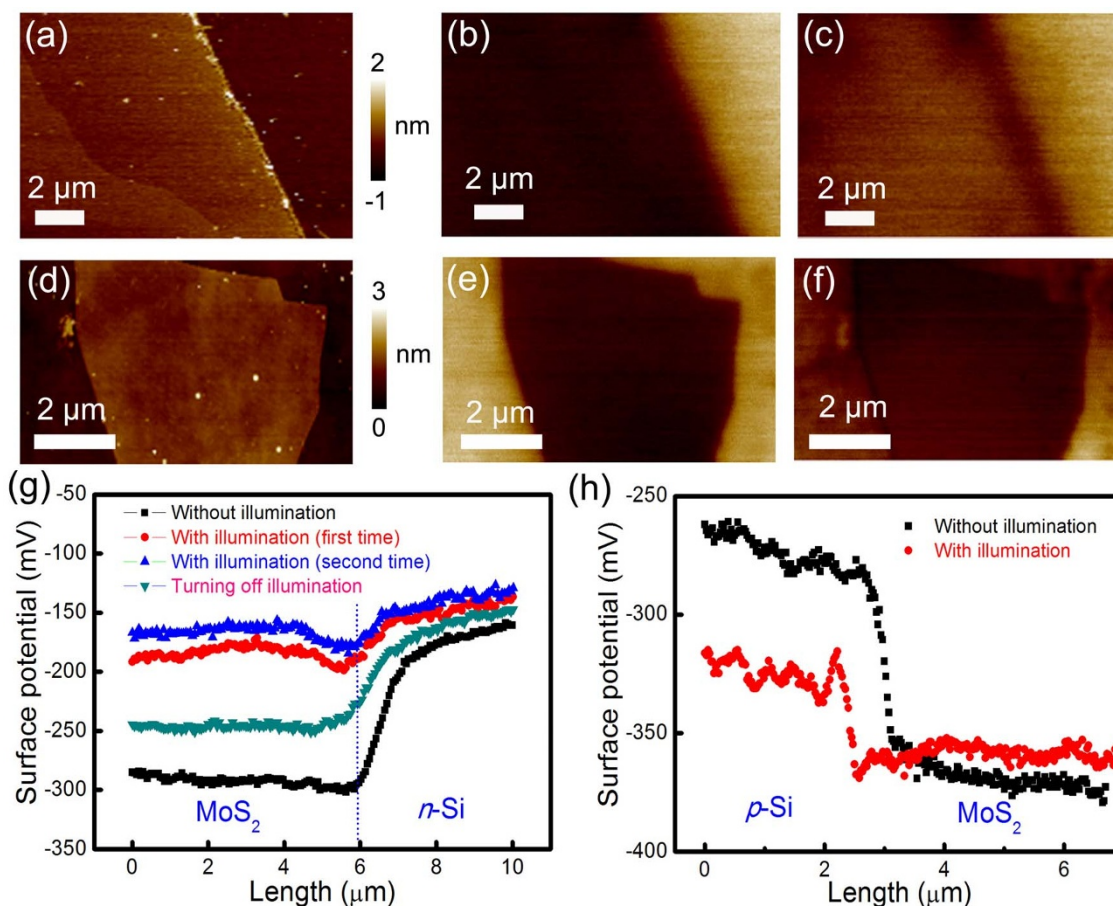 (a)
2
nm
-1
2 μm
(b)
2 μm
(c)
2 μm
(d)
3
nm
0
2 μm
(e)
2 μm
(f)
2 μm
(g)
-50
-100
-150
-200
-250
-300
-350
Surface potential (mV)
Without illumination
With illumination (first time)
With illumination (second time)
Turning off illumination
MoS₂
n-Si
0 2 4 6 8 10
Length (μm)
(h)
-250
-300
-350
-400
Surface potential (mV)
Without illumination
With illumination
p-Si
MoS₂
0 2 4 6
Length (μm)